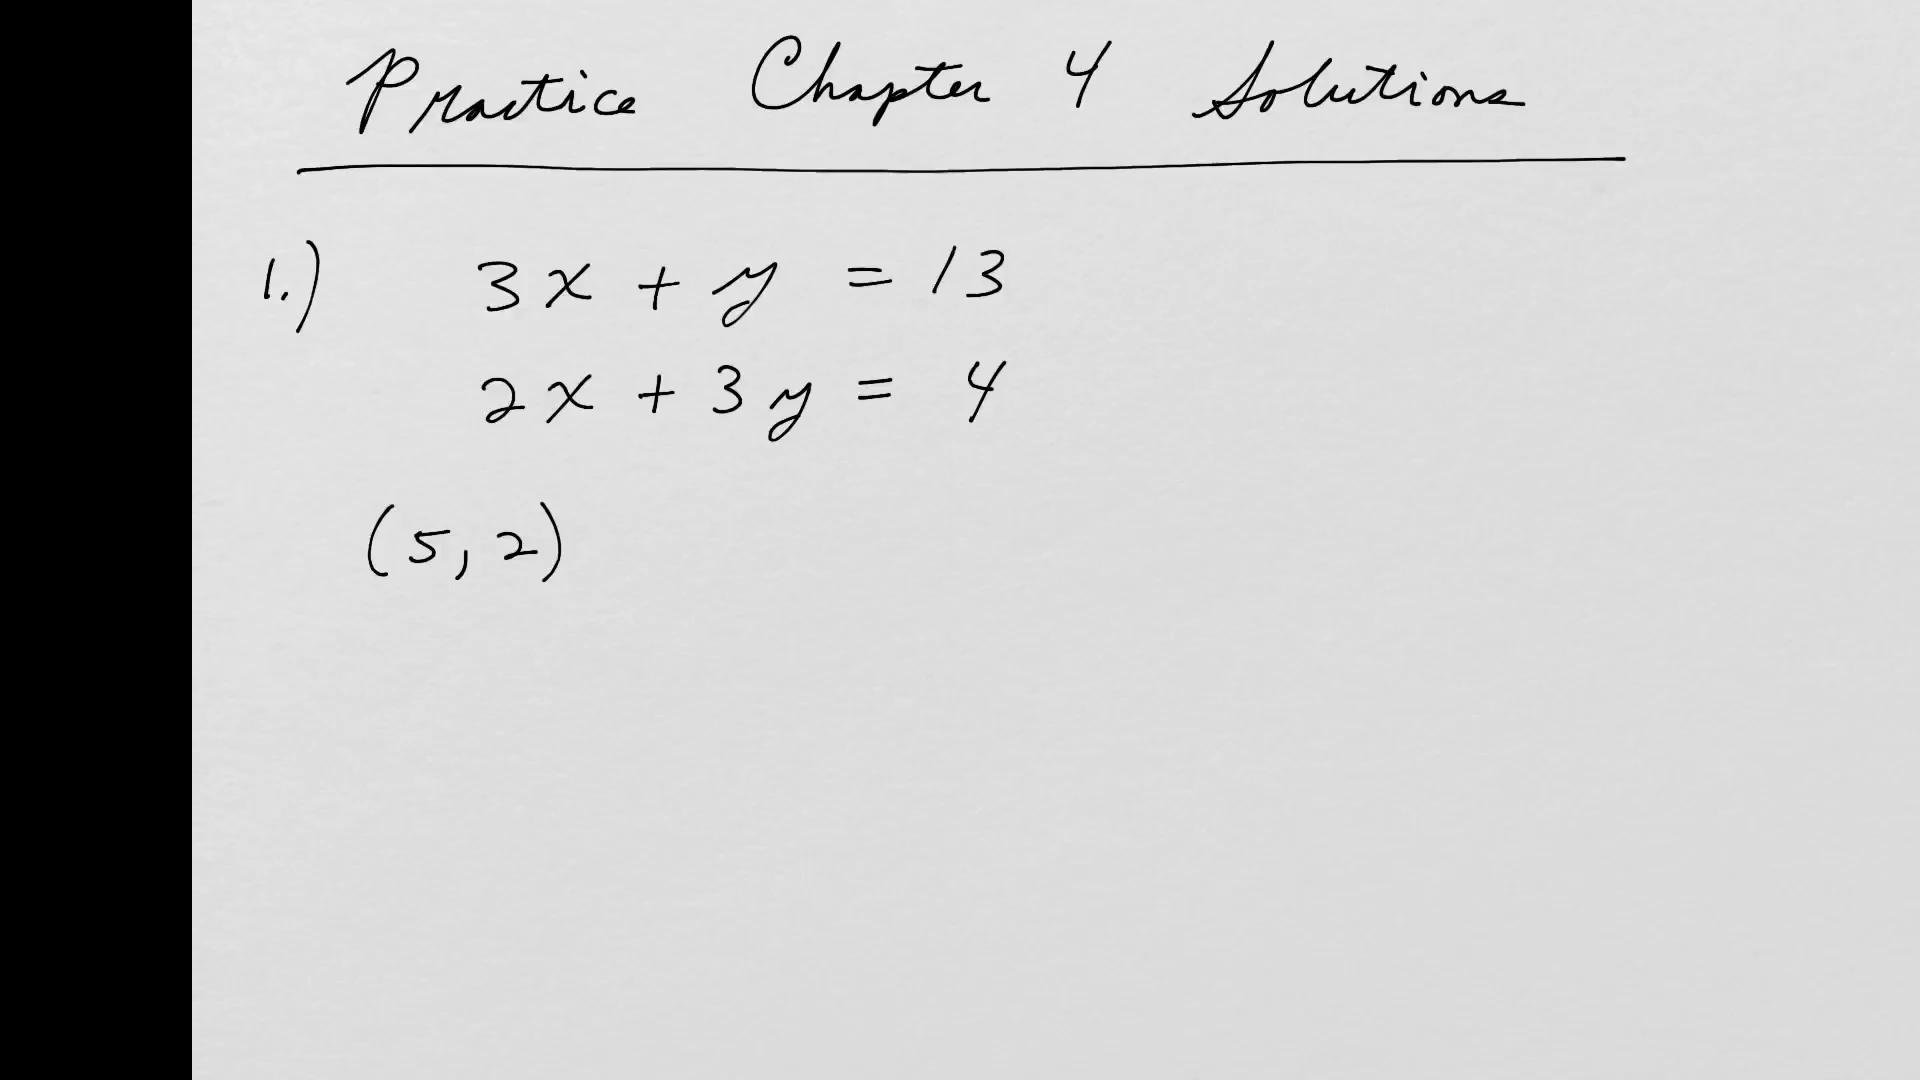 Practice Chapter 4 Solutions
1.) 3x + y = 13
2x + 3y = 4
(5, 2)